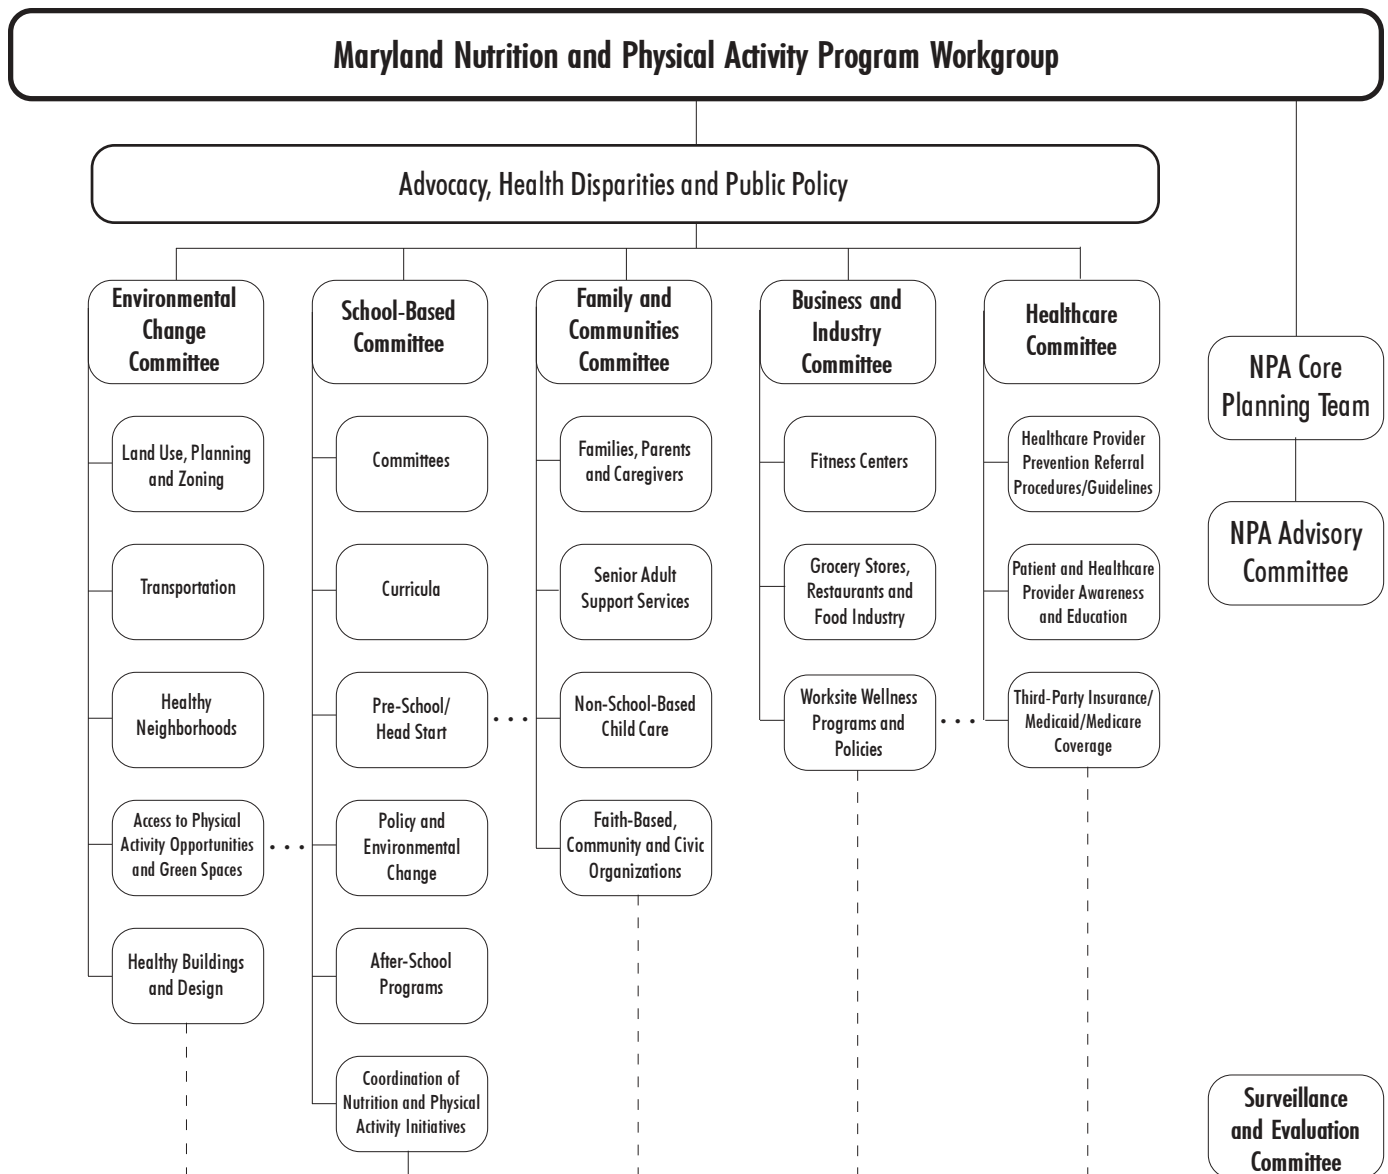 Maryland Nutrition and Physical Activity Program Workgroup
Advocacy, Health Disparities and Public Policy
Environmental
Change
Committee
Land Use, Planning
and Zoning
Transportation
Healthy
Neighborhoods
Access to Physical
Activity Opportunities
and Green Spaces
Healthy Buildings
and Design
School-Based
Committee
Committees
Curricula
Pre-School/
Head Start
Policy and
Environmental
Change
After-School
Programs
Coordination of
Nutrition and Physical
Activity Initiatives
Family and
Communities
Committee
Families, Parents
and Caregivers
Senior Adult
Support Services
Non-School-Based
Child Care
Faith-Based,
Community and Civic
Organizations
Business and
Industry
Committee
Fitness Centers
Grocery Stores,
Restaurants and
Food Industry
Worksite Wellness
Programs and
Policies
Healthcare
Committee
Healthcare Provider
Prevention Referral
Procedures/Guidelines
Patient and Healthcare
Provider Awareness
and Education
Third-Party Insurance/
Medicaid/Medicare
Coverage
NPA Core
Planning Team
NPA Advisory
Committee
Surveillance
and Evaluation
Committee